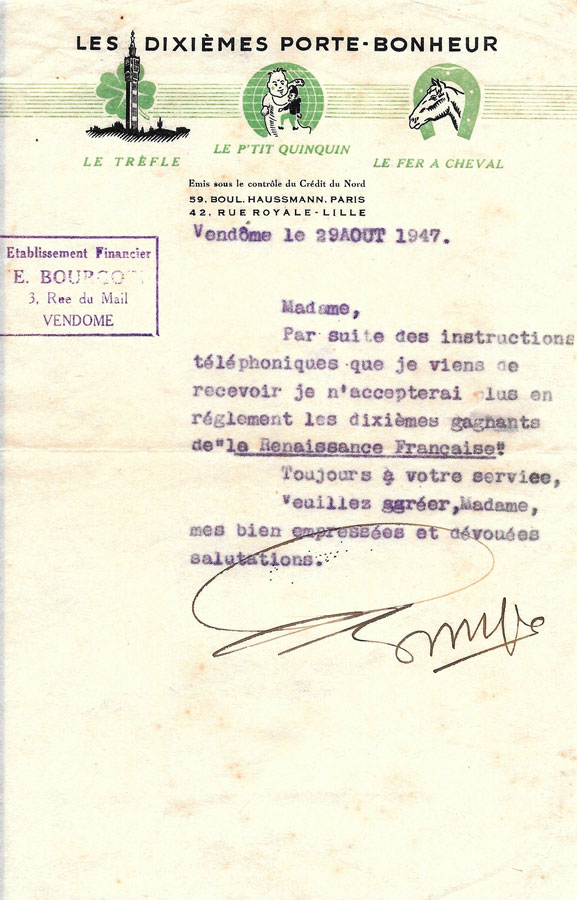 LES DIXIÈMES PORTE-BONHEUR
LE TRÈFLE
LE P'TIT QUINQUIN
LE FER A CHEVAL
Emis sous le contrôle du Crédit du Nord
59, BOUL. HAUSSMANN, PARIS
42, RUE ROYALE - LILLE
Vendôme le 29AOUT 1947.
Etablissement Financier
E.
3, Rue du Mail
VENDOME
Madame,
Par suite des instructions
téléphoniques que je viens de
recevoir je n'accepterai plus en
réglement les dixièmes gagnants
de"le Renaissance Française"
Toujours à votre service,
Veuillez agréer,Madame,
mes bien empressées et dévouées
salutations.